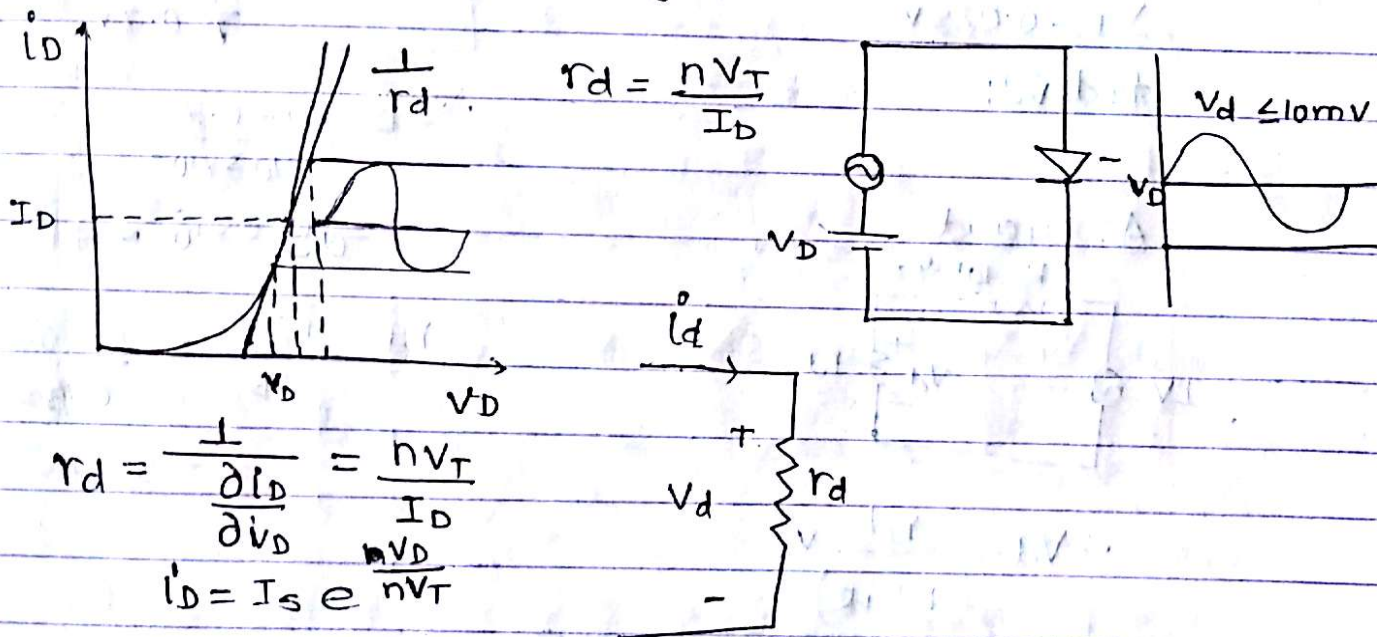 iD
1/rd
rd = nVT/ID
Vd ≤10mV
ID
VD
VD
id
VD
VD
+
rd = 1/(∂iD/∂ivD) = nVT/ID
Vd
rd
iD = Is e^(VD/nVT)
-